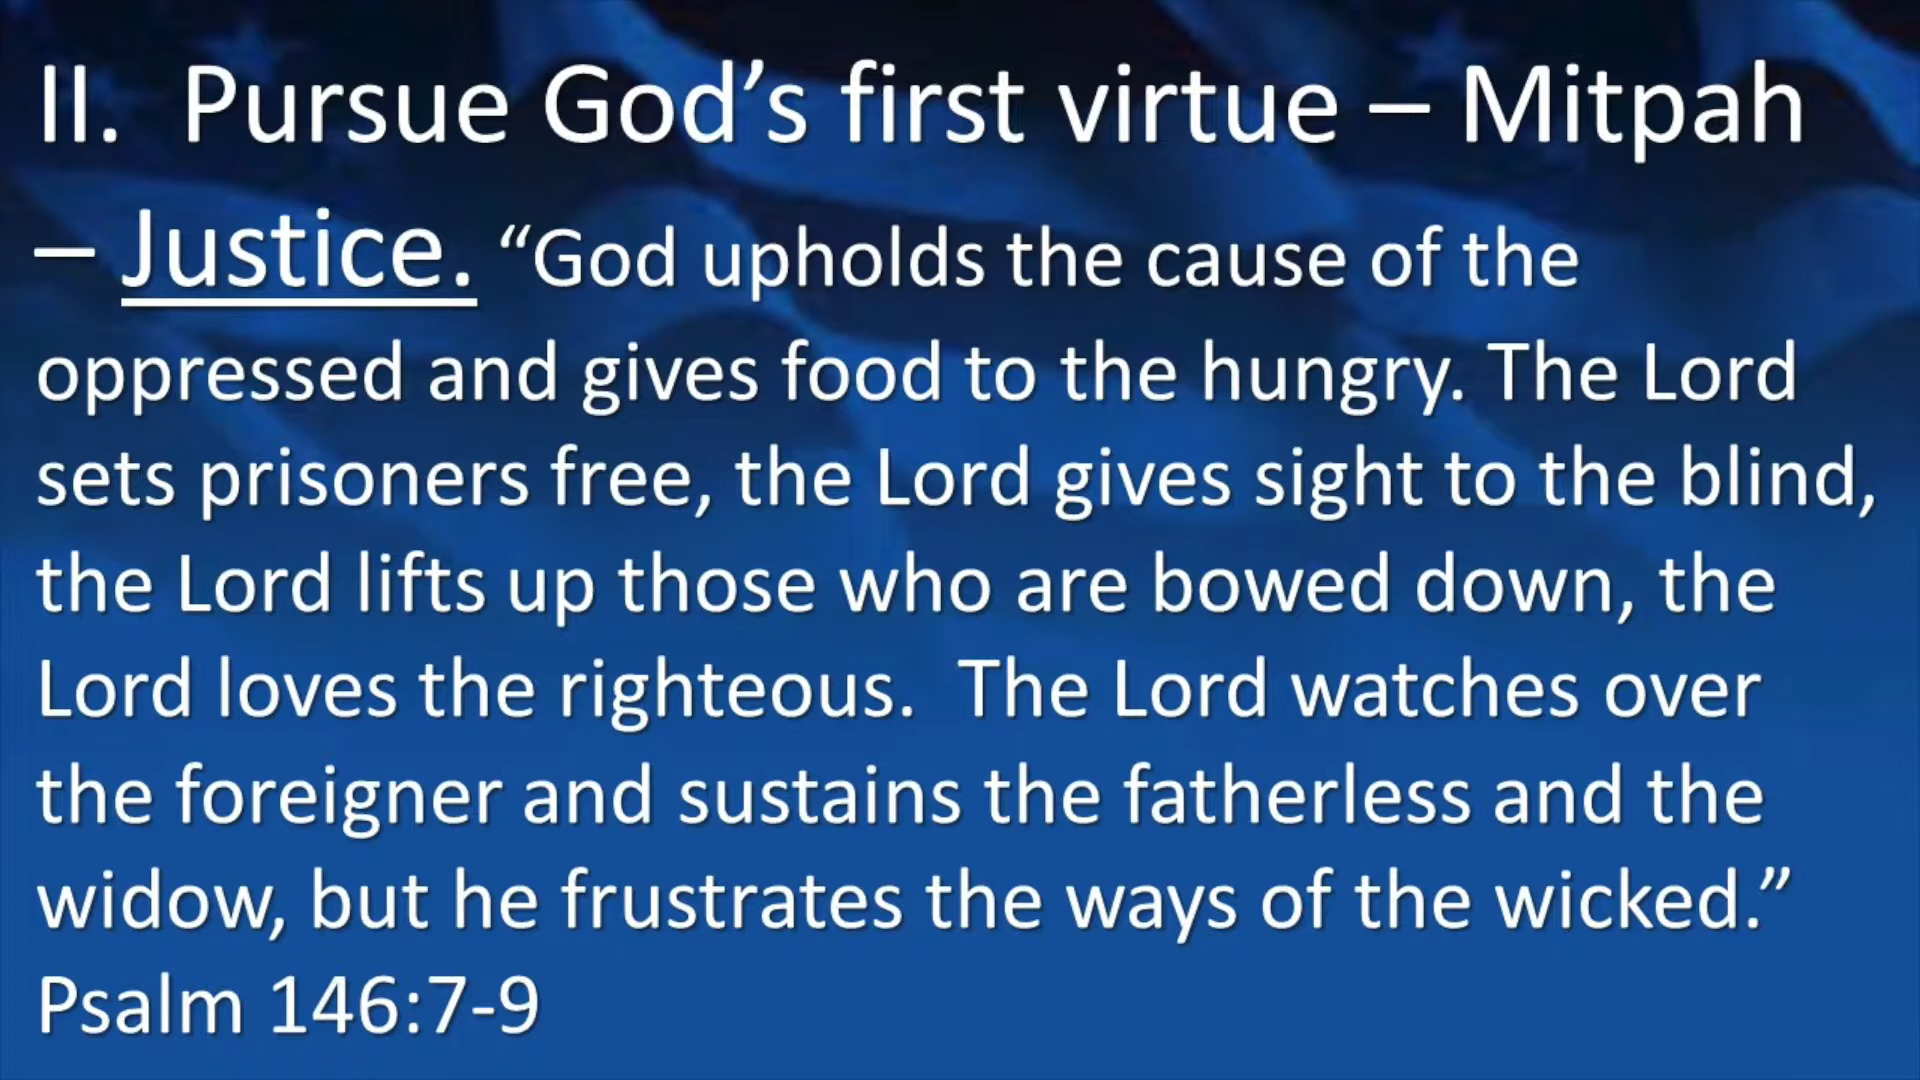 II.  Pursue God’s first virtue – Mitpah
– Justice. “God upholds the cause of the
oppressed and gives food to the hungry. The Lord
sets prisoners free, the Lord gives sight to the blind,
the Lord lifts up those who are bowed down, the
Lord loves the righteous.  The Lord watches over
the foreigner and sustains the fatherless and the
widow, but he frustrates the ways of the wicked.”
Psalm 146:7-9